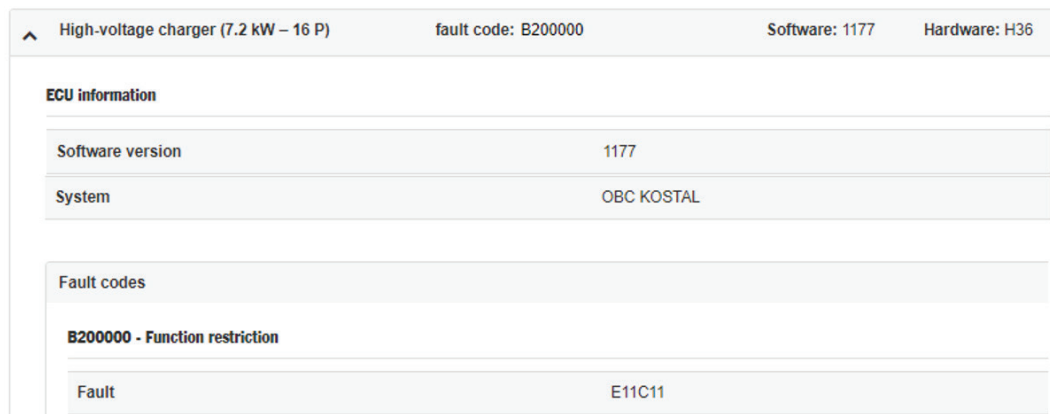 High-voltage charger (7.2 kW – 16 P) fault code: B200000 Software: 1177 Hardware: H36
ECU information
Software version 1177
System OBC KOSTAL
Fault codes
B200000 - Function restriction
Fault E11C11